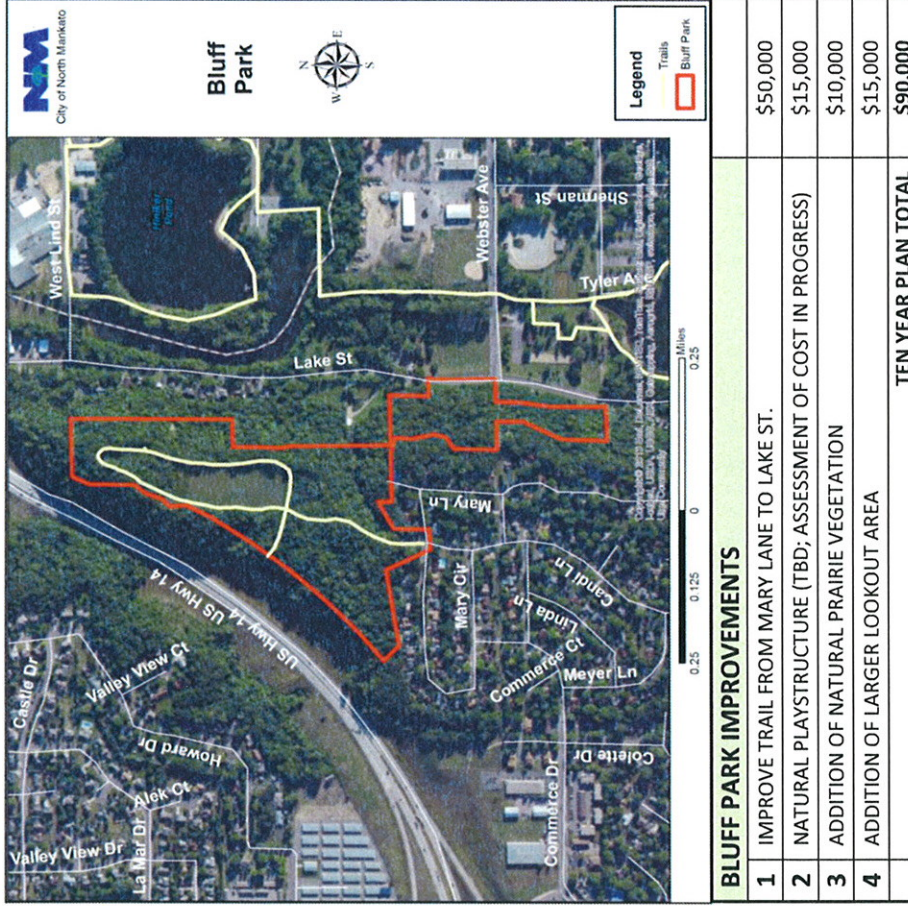 NM
City of North Mankato
Bluff
Park
N
W
E
S
Legend
Trails
Bluff Park
West Lind St
Webster Ave
Sherman St
Lake St
US Hwy 14
US Hwy 14
Castle Dr
Valley View Ct
Howard Dr
Alek Ct
La Mar Dr
Valley View Dr
Mary Ln
Mary Cir
Candi Ln
Linda Ln
Commerce Ct
Meyer Ln
Colette Dr
Commerce Dr
0.25
0.125
0
0.25
Miles
BLUFF PARK IMPROVEMENTS
1 IMPROVE TRAIL FROM MARY LANE TO LAKE ST. $50,000
2 NATURAL PLAYSTRUCTURE (TBD; ASSESSMENT OF COST IN PROGRESS) $15,000
3 ADDITION OF NATURAL PRAIRIE VEGETATION $10,000
4 ADDITION OF LARGER LOOKOUT AREA $15,000
TEN YEAR PLAN TOTAL $90,000